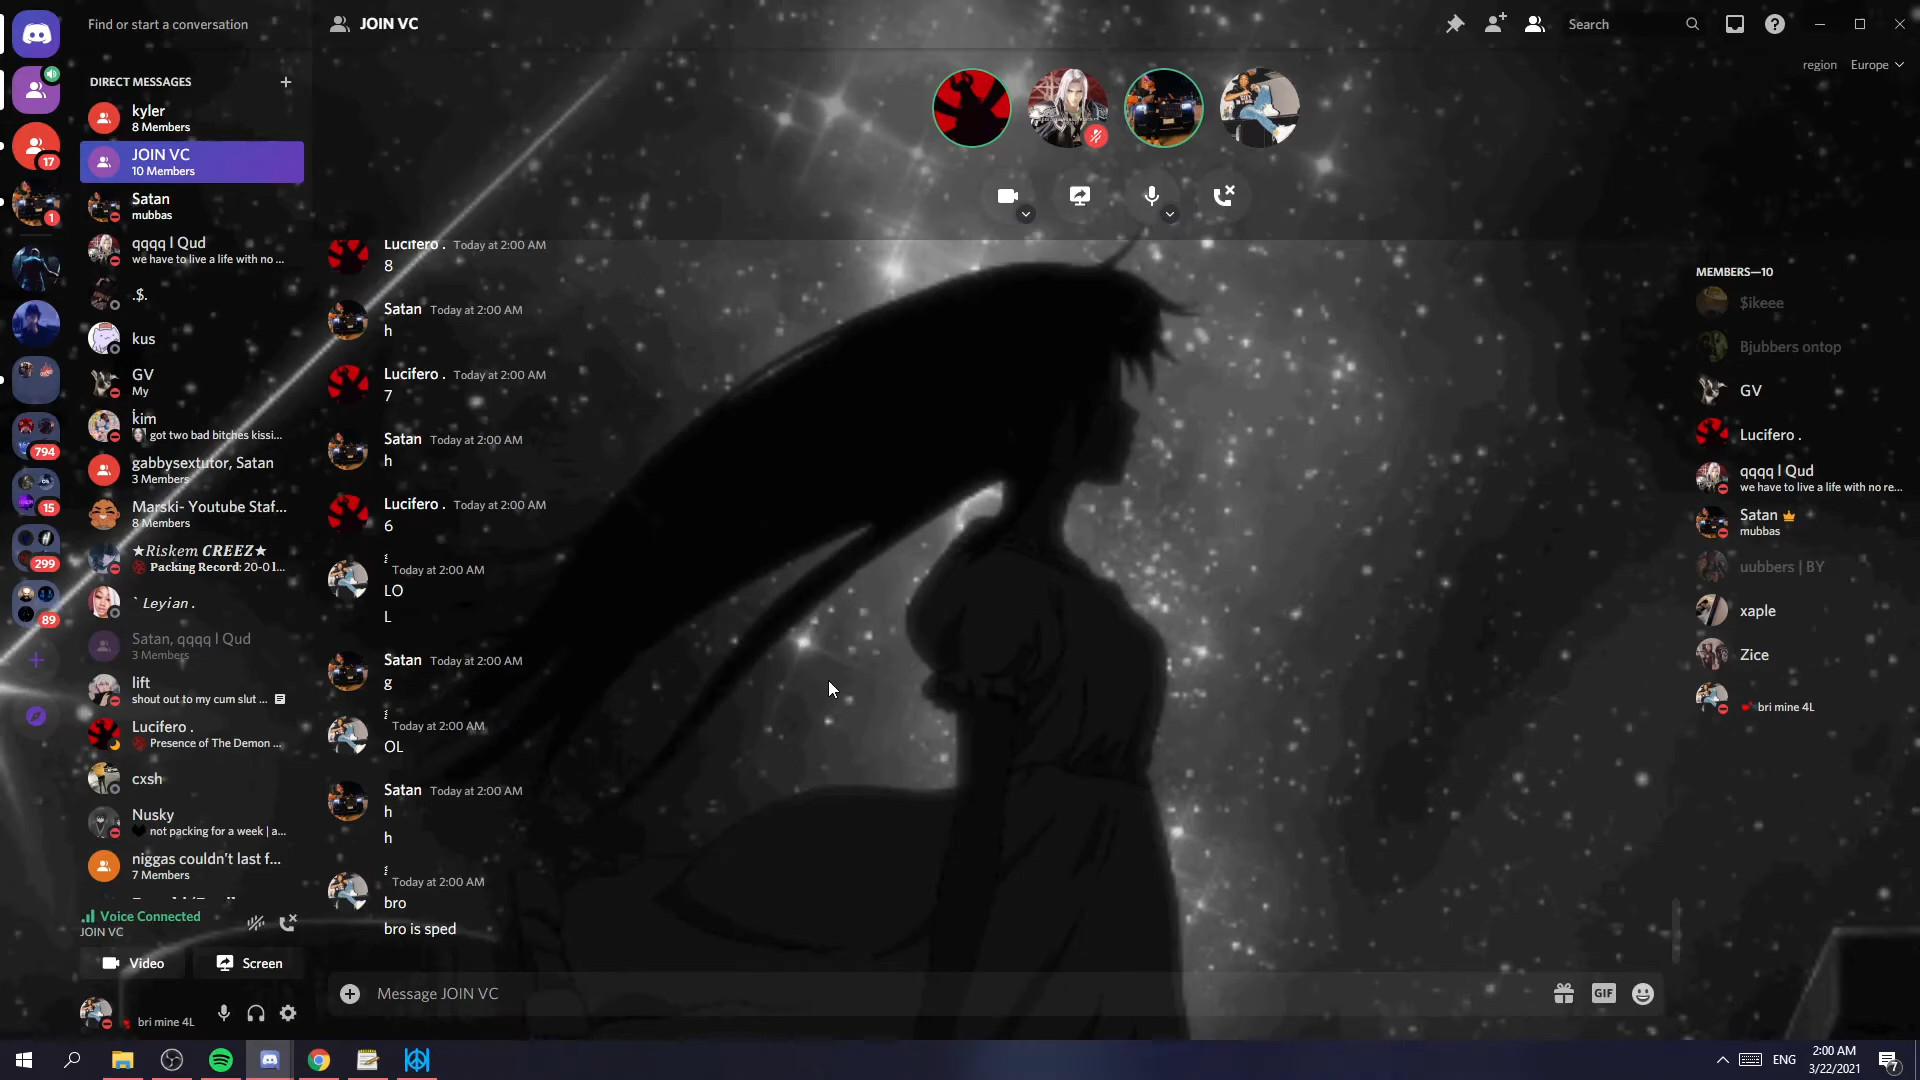 Find or start a conversation
JOIN VC
Search
region Europe
DIRECT MESSAGES
kyler
8 Members
JOIN VC
10 Members
Satan
mubbas
qqqq l Qud
we have to live a life with no ...
.$.
kus
GV
My
kim
got two bad bitches kissi...
gabbysextutor, Satan
3 Members
Marski- Youtube Staf...
8 Members
★Riskem CREEZ★
Packing Record: 20-0 l...
` Leyian .
Satan, qqqq l Qud
3 Members
lift
shout out to my cum slut ...
Lucifero .
Presence of The Demon ...
cxsh
Nusky
not packing for a week | a...
niggas couldn't last f...
7 Members
17
1
794
15
299
89
Voice Connected
JOIN VC
Video
Screen
bri mine 4L
Lucifero . Today at 2:00 AM
8
Satan Today at 2:00 AM
h
Lucifero . Today at 2:00 AM
7
Satan Today at 2:00 AM
h
Lucifero . Today at 2:00 AM
6
Today at 2:00 AM
LO
L
Satan Today at 2:00 AM
g
Today at 2:00 AM
OL
Satan Today at 2:00 AM
h
h
Today at 2:00 AM
bro
bro is sped
Message JOIN VC
GIF
MEMBERS—10
$ikeee
Bjubbers ontop
GV
Lucifero .
qqqq l Qud
we have to live a life with no re...
Satan
mubbas
uubbers | BY
xaple
Zice
bri mine 4L
ENG
2:00 AM
3/22/2021
7